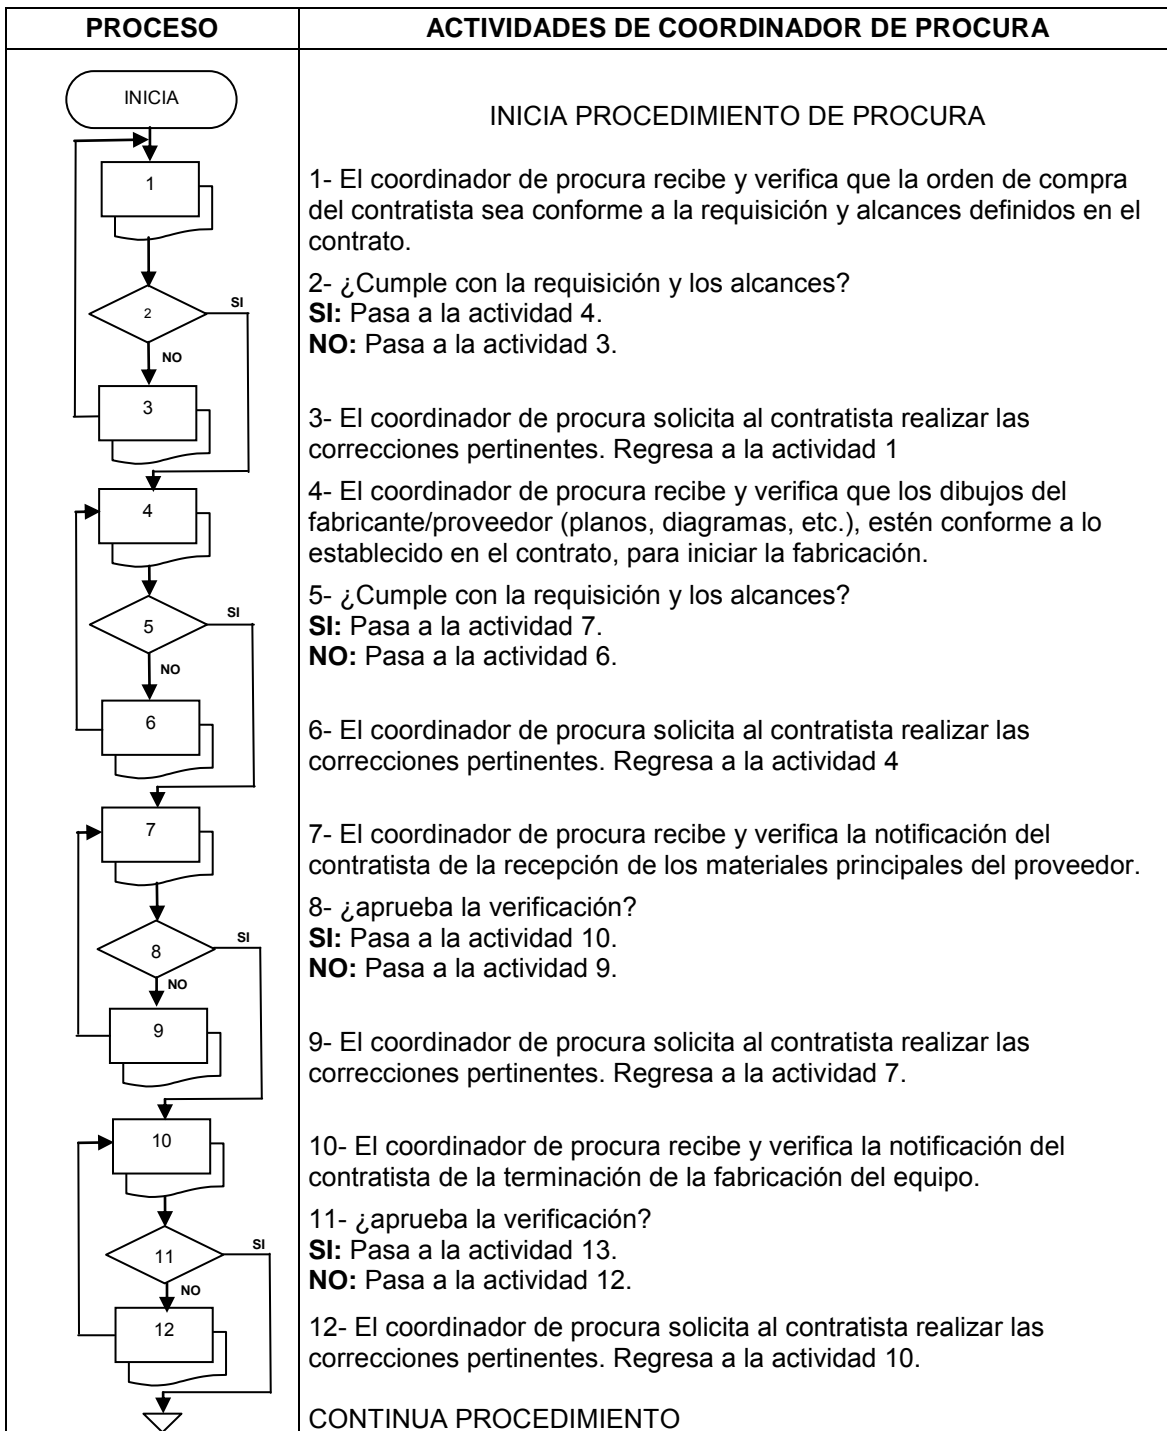 PROCESO
ACTIVIDADES DE COORDINADOR DE PROCURA
INICIA
1
2
SI
NO
3
4
5
SI
NO
6
7
8
SI
NO
9
10
11
SI
NO
12
INICIA PROCEDIMIENTO DE PROCURA
1- El coordinador de procura recibe y verifica que la orden de compra
del contratista sea conforme a la requisición y alcances definidos en el
contrato.
2- ¿Cumple con la requisición y los alcances?
SI: Pasa a la actividad 4.
NO: Pasa a la actividad 3.
3- El coordinador de procura solicita al contratista realizar las
correcciones pertinentes. Regresa a la actividad 1
4- El coordinador de procura recibe y verifica que los dibujos del
fabricante/proveedor (planos, diagramas, etc.), estén conforme a lo
establecido en el contrato, para iniciar la fabricación.
5- ¿Cumple con la requisición y los alcances?
SI: Pasa a la actividad 7.
NO: Pasa a la actividad 6.
6- El coordinador de procura solicita al contratista realizar las
correcciones pertinentes. Regresa a la actividad 4
7- El coordinador de procura recibe y verifica la notificación del
contratista de la recepción de los materiales principales del proveedor.
8- ¿aprueba la verificación?
SI: Pasa a la actividad 10.
NO: Pasa a la actividad 9.
9- El coordinador de procura solicita al contratista realizar las
correcciones pertinentes. Regresa a la actividad 7.
10- El coordinador de procura recibe y verifica la notificación del
contratista de la terminación de la fabricación del equipo.
11- ¿aprueba la verificación?
SI: Pasa a la actividad 13.
NO: Pasa a la actividad 12.
12- El coordinador de procura solicita al contratista realizar las
correcciones pertinentes. Regresa a la actividad 10.
CONTINUA PROCEDIMIENTO